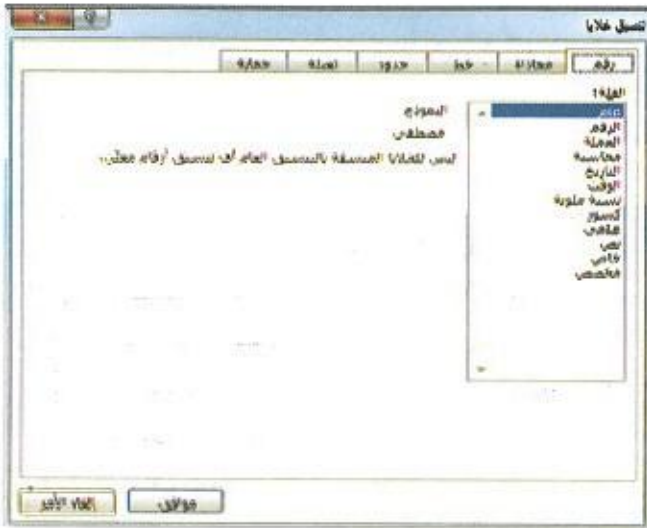 تنسيق خلايا
رقم محاذاة خط حدود تعبئة حماية
الفئة:
عام
الرقم
العملة
محاسبة
التاريخ
الوقت
نسبة مئوية
كسور
علمي
نص
خاص
مخصص
النموذج
مصطفى
ليس للخلايا المنسقة بالتنسيق العام أي تنسيق أرقام معيّن.
موافق إلغاء الأمر